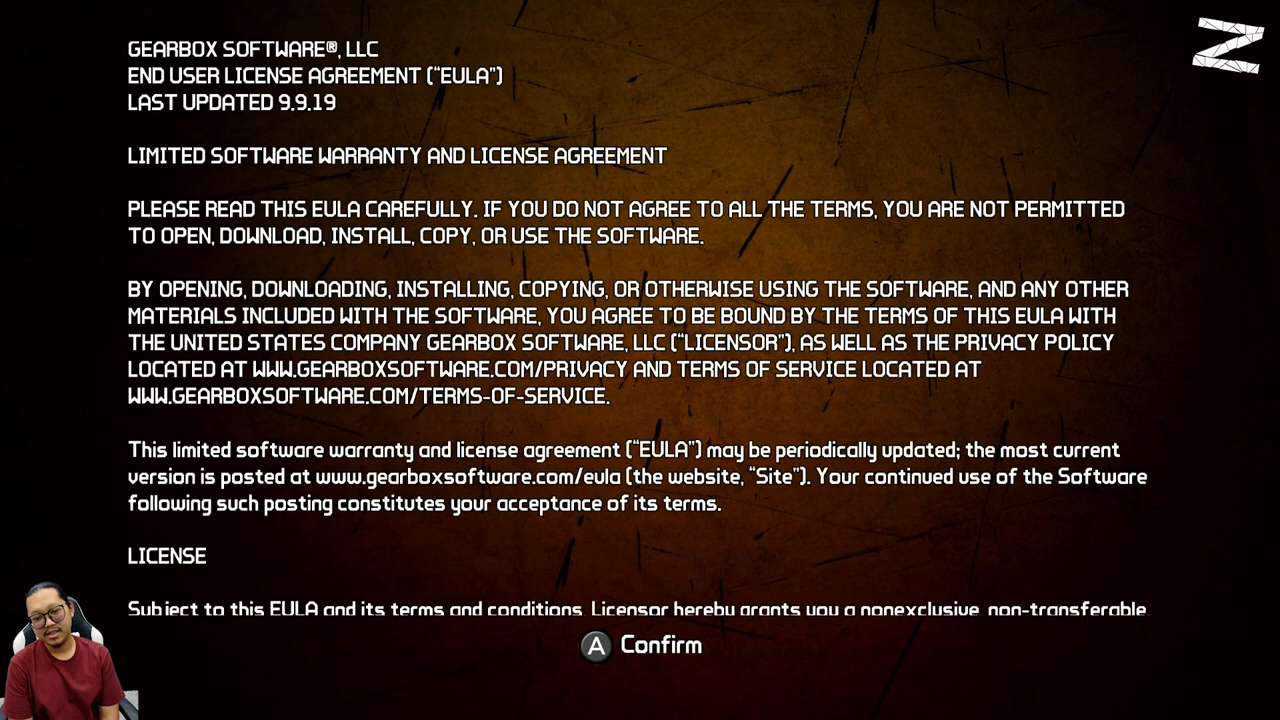 GEARBOX SOFTWARE®, LLC
END USER LICENSE AGREEMENT (“EULA”)
LAST UPDATED 9.9.19
LIMITED SOFTWARE WARRANTY AND LICENSE AGREEMENT
PLEASE READ THIS EULA CAREFULLY. IF YOU DO NOT AGREE TO ALL THE TERMS, YOU ARE NOT PERMITTED
TO OPEN, DOWNLOAD, INSTALL, COPY, OR USE THE SOFTWARE.
BY OPENING, DOWNLOADING, INSTALLING, COPYING, OR OTHERWISE USING THE SOFTWARE, AND ANY OTHER
MATERIALS INCLUDED WITH THE SOFTWARE, YOU AGREE TO BE BOUND BY THE TERMS OF THIS EULA WITH
THE UNITED STATES COMPANY GEARBOX SOFTWARE, LLC (“LICENSOR”), AS WELL AS THE PRIVACY POLICY
LOCATED AT WWW.GEARBOXSOFTWARE.COM/PRIVACY AND TERMS OF SERVICE LOCATED AT
WWW.GEARBOXSOFTWARE.COM/TERMS-OF-SERVICE.
This limited software warranty and license agreement (“EULA”) may be periodically updated; the most current
version is posted at www.gearboxsoftware.com/eula (the website, “Site”). Your continued use of the Software
following such posting constitutes your acceptance of its terms.
LICENSE
Subject to this EULA and its terms and conditions, Licensor hereby grants you a nonexclusive, non-transferable,
A Confirm
Z